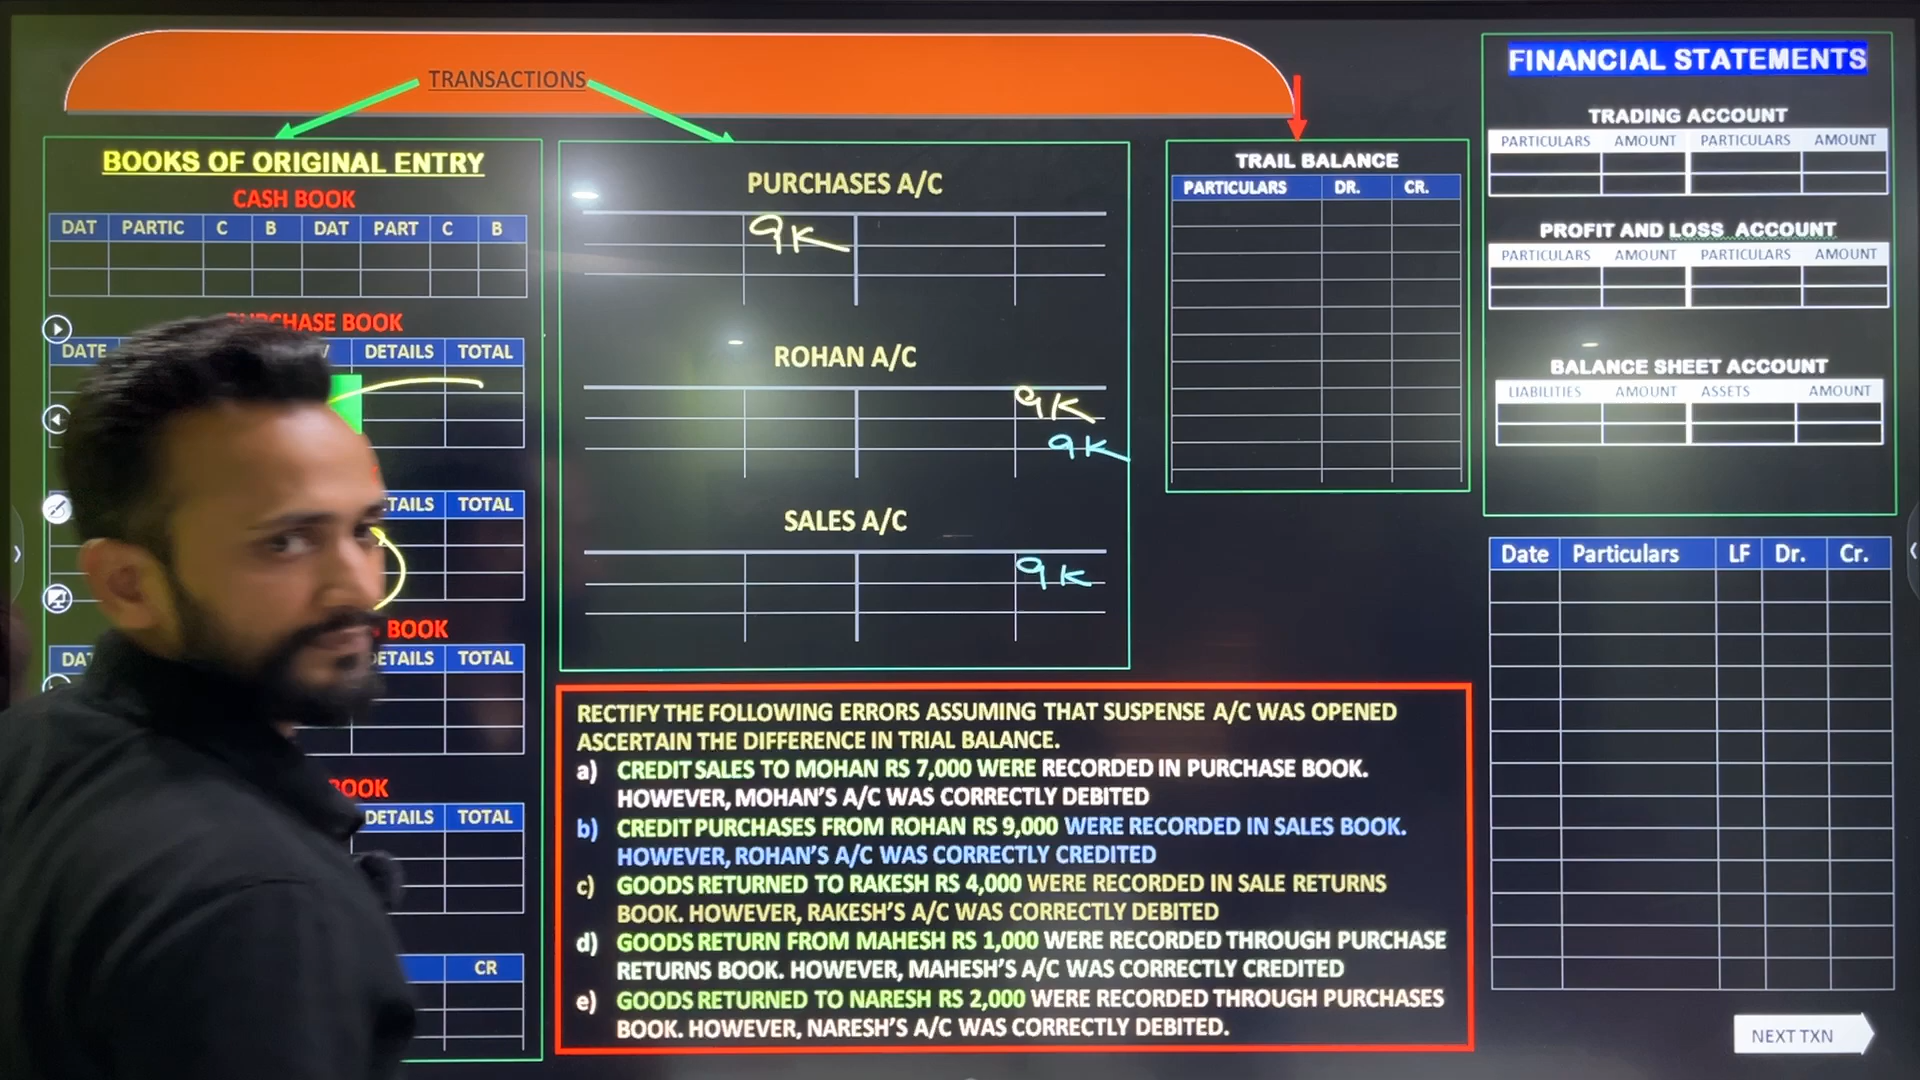 TRANSACTIONS
BOOKS OF ORIGINAL ENTRY
CASH BOOK
DAT PARTIC C B DAT PART C B
BOOK
DATE DETAILS TOTAL
TOTAL
BOOK
DETAILS TOTAL
DETAILS TOTAL
CR
PURCHASES A/C
9K
ROHAN A/C
9K
9K
SALES A/C
9K
TRAIL BALANCE
PARTICULARS DR. CR.
FINANCIAL STATEMENTS
TRADING ACCOUNT
PARTICULARS AMOUNT PARTICULARS AMOUNT
PROFIT AND LOSS ACCOUNT
PARTICULARS AMOUNT PARTICULARS AMOUNT
BALANCE SHEET ACCOUNT
LIABILITIES AMOUNT ASSETS AMOUNT
Date Particulars LF Dr. Cr.
RECTIFY THE FOLLOWING ERRORS ASSUMING THAT SUSPENSE A/C WAS OPENED
ASCERTAIN THE DIFFERENCE IN TRIAL BALANCE.
a) CREDIT SALES TO MOHAN RS 7,000 WERE RECORDED IN PURCHASE BOOK.
HOWEVER, MOHAN'S A/C WAS CORRECTLY DEBITED
b) CREDIT PURCHASES FROM ROHAN RS 9,000 WERE RECORDED IN SALES BOOK.
HOWEVER, ROHAN'S A/C WAS CORRECTLY CREDITED
c) GOODS RETURNED TO RAKESH RS 4,000 WERE RECORDED IN SALE RETURNS
BOOK. HOWEVER, RAKESH'S A/C WAS CORRECTLY DEBITED
d) GOODS RETURN FROM MAHESH RS 1,000 WERE RECORDED THROUGH PURCHASE
RETURNS BOOK. HOWEVER, MAHESH'S A/C WAS CORRECTLY CREDITED
e) GOODS RETURNED TO NARESH RS 2,000 WERE RECORDED THROUGH PURCHASES
BOOK. HOWEVER, NARESH'S A/C WAS CORRECTLY DEBITED.
NEXT TXN